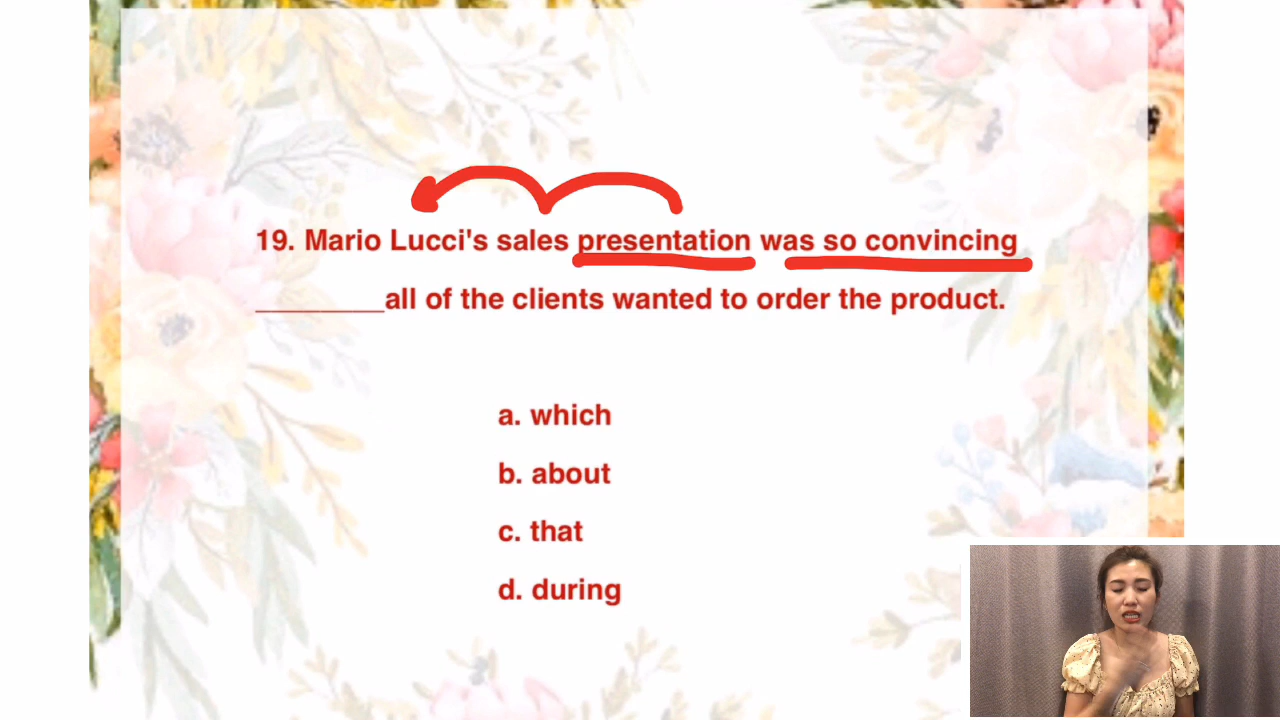 19. Mario Lucci's sales presentation was so convincing
_________all of the clients wanted to order the product.
a. which
b. about
c. that
d. during